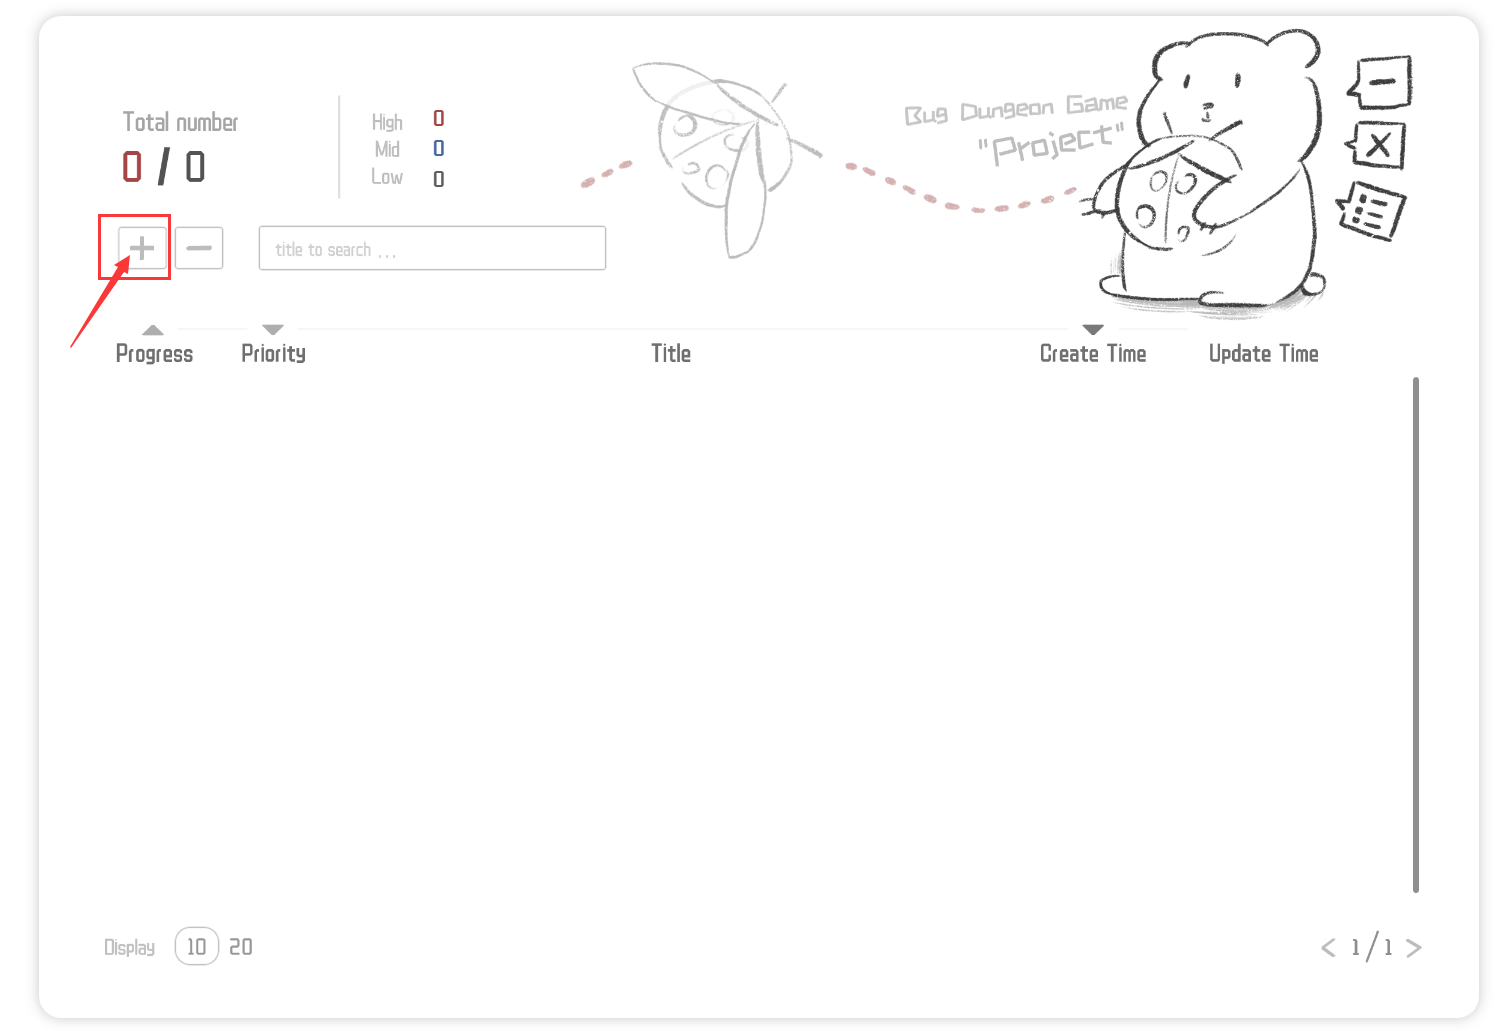 Total number
0 / 0
High 0
Mid 0
Low 0
Bug Dungeon Game
"Project"
title to search ...
Progress Priority Title Create Time Update Time
Display 10 20
< 1/1 >